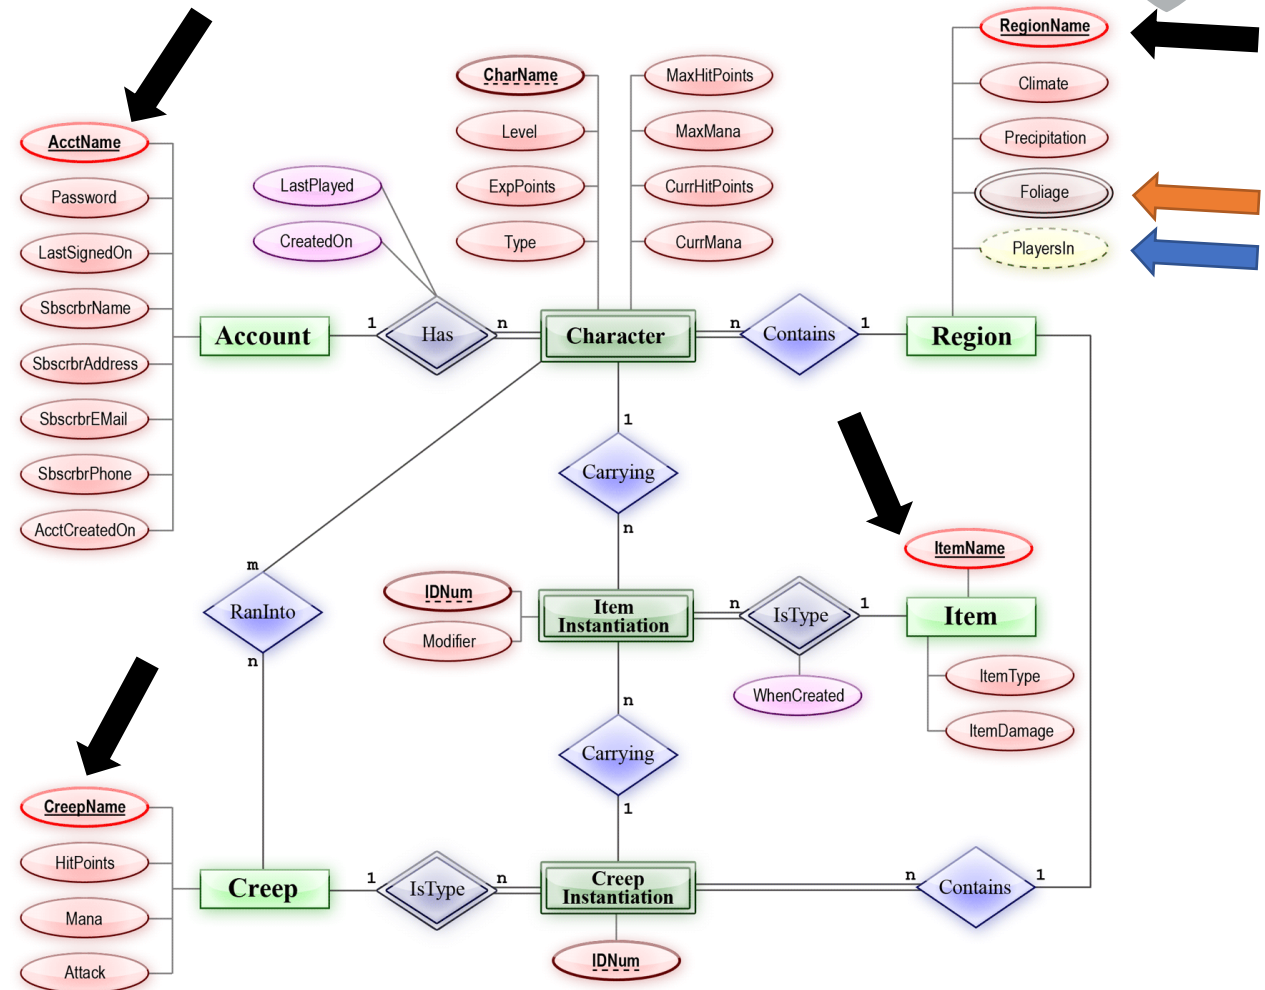 RegionName
CharName
MaxHitPoints
Climate
AcctName
Level
MaxMana
Precipitation
Password
LastPlayed
ExpPoints
CurrHitPoints
Foliage
LastSignedOn
CreatedOn
Type
CurrMana
PlayersIn
SbscrbrName
Account
1
Has
n
Character
n
Contains
1
Region
SbscrbrAddress
SbscrbrEMail
1
SbscrbrPhone
Carrying
AcctCreatedOn
n
ItemName
m
RanInto
IDNum
Modifier
Item
Instantiation
n
IsType
1
Item
n
WhenCreated
ItemType
n
ItemDamage
Carrying
CreepName
1
HitPoints
Creep
1
IsType
n
Creep
Instantiation
n
Contains
1
Mana
Attack
IDNum